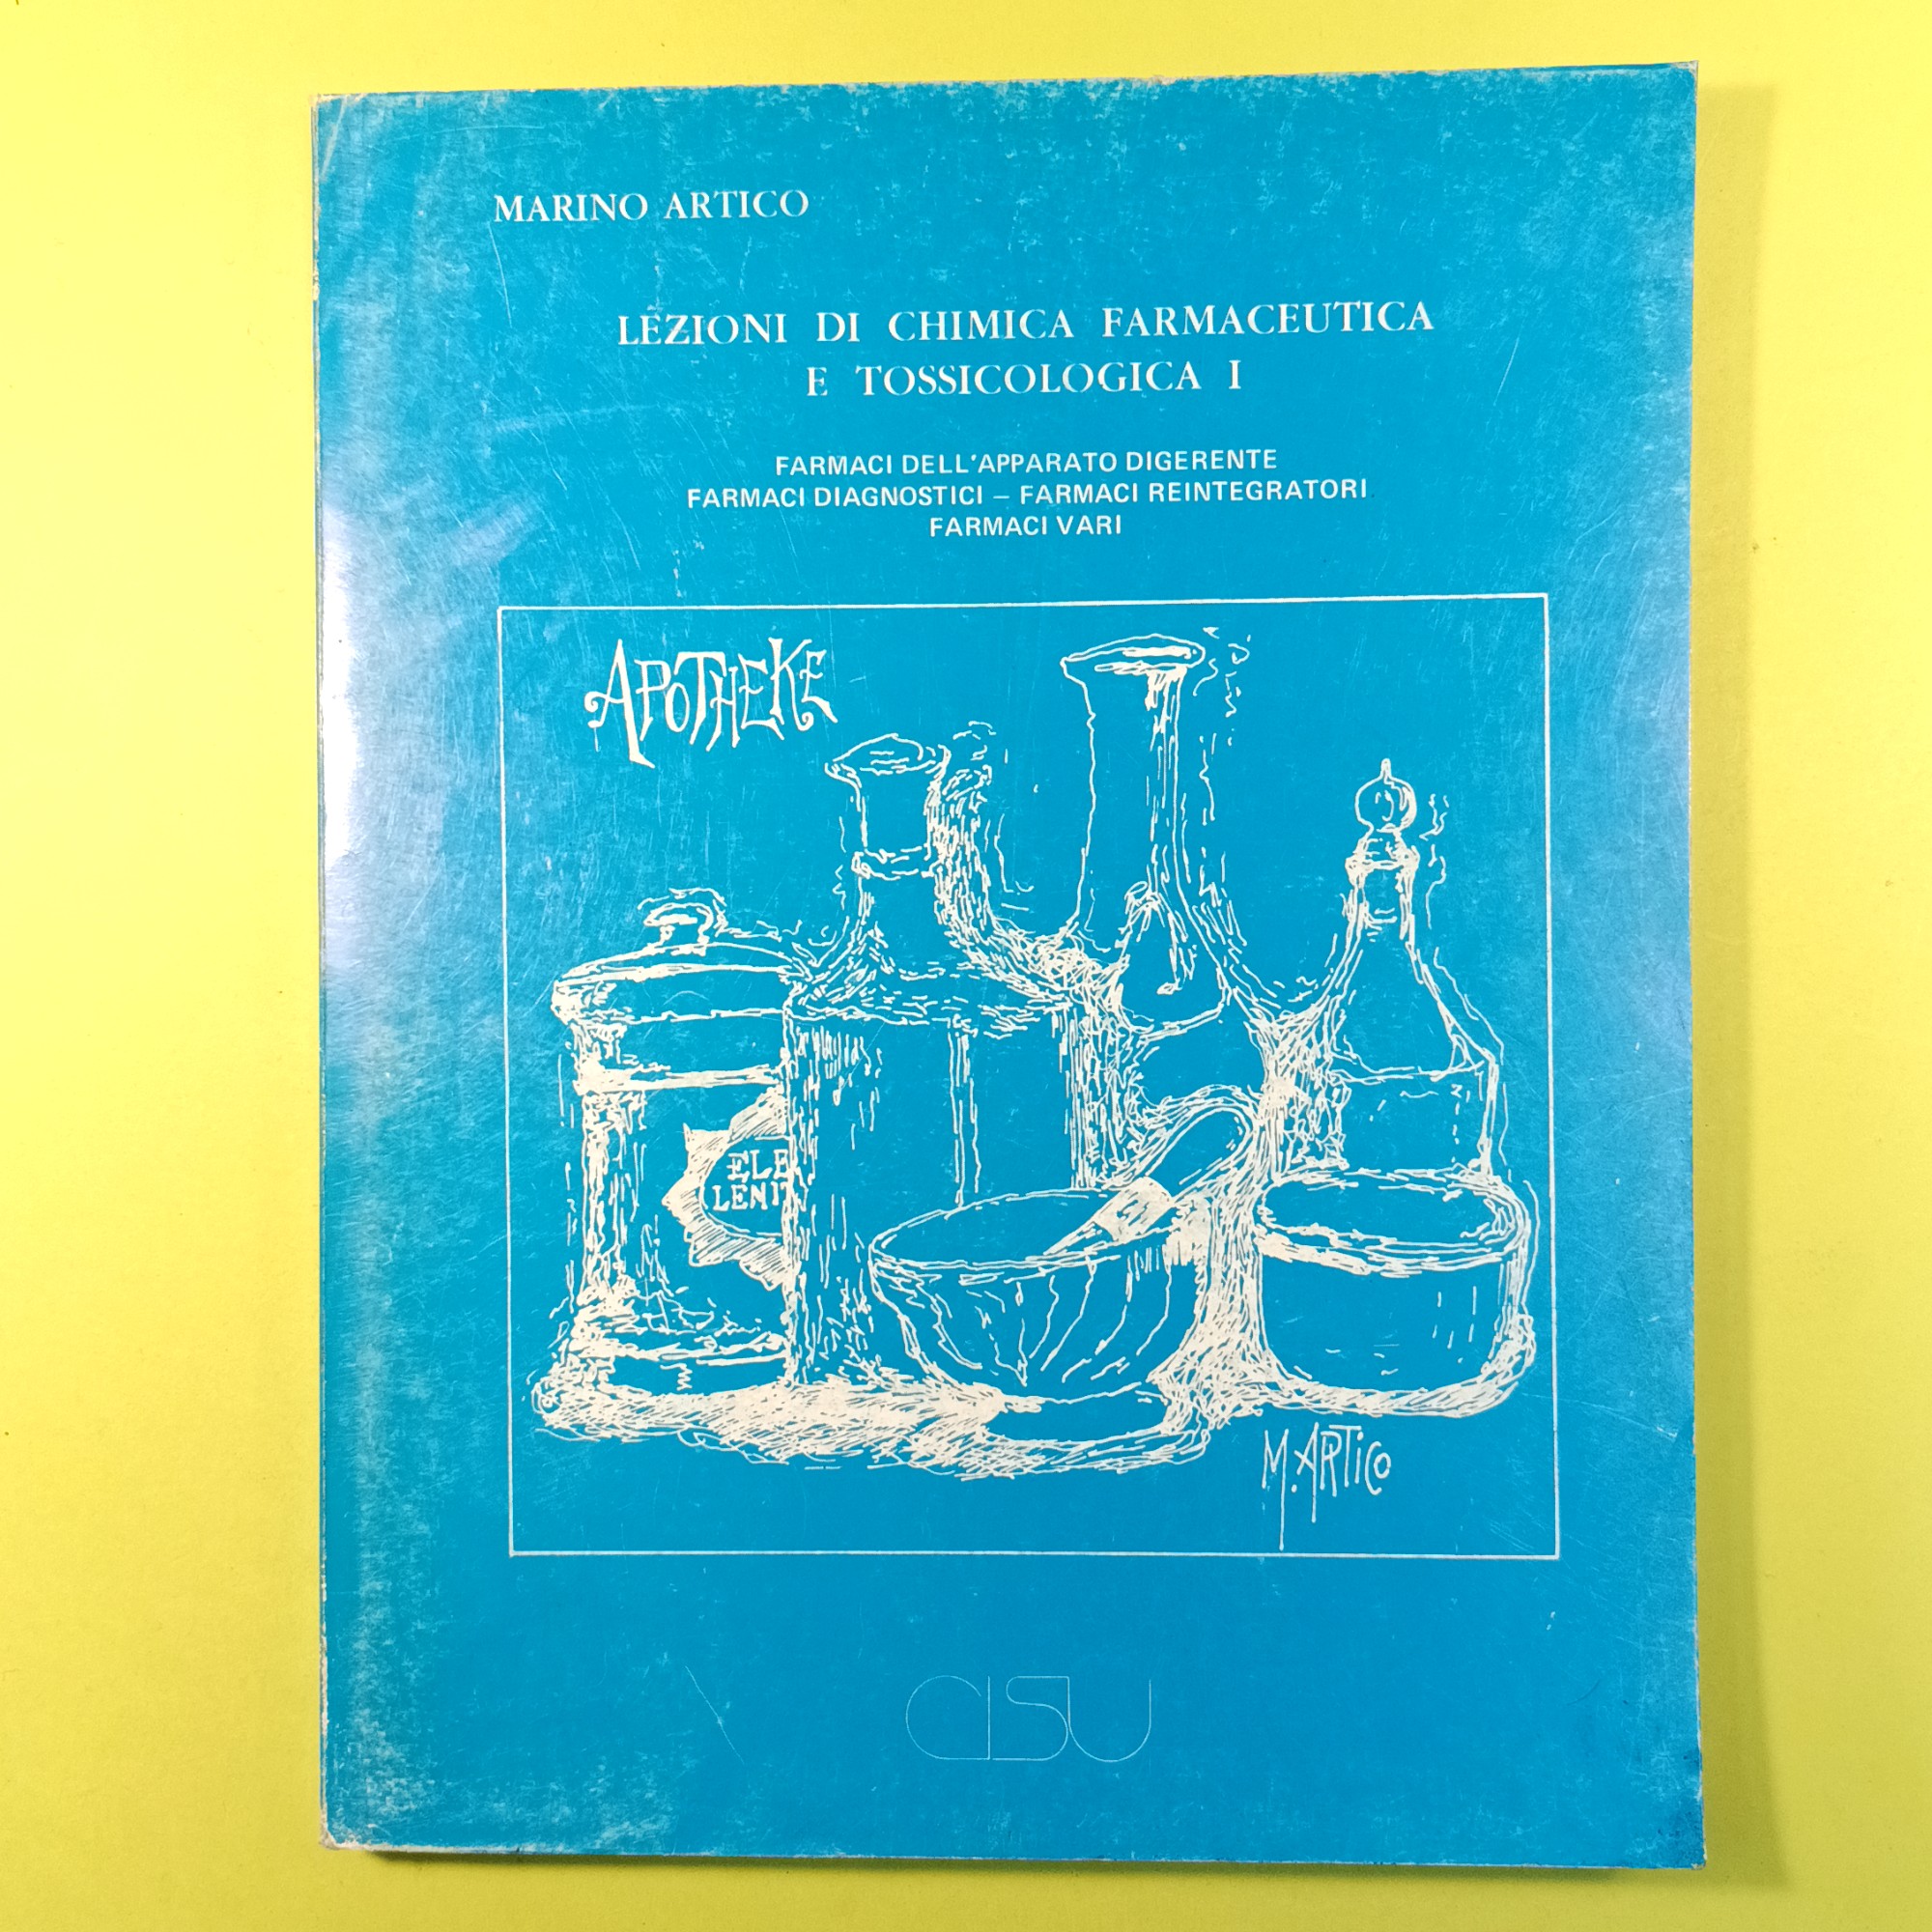 MARINO ARTICO
LEZIONI DI CHIMICA FARMACEUTICA
E TOSSICOLOGICA I
FARMACI DELL'APPARATO DIGERENTE
FARMACI DIAGNOSTICI – FARMACI REINTEGRATORI
FARMACI VARI
APOTHEKE
ELE
LENIT
M. ARTICO
CISU